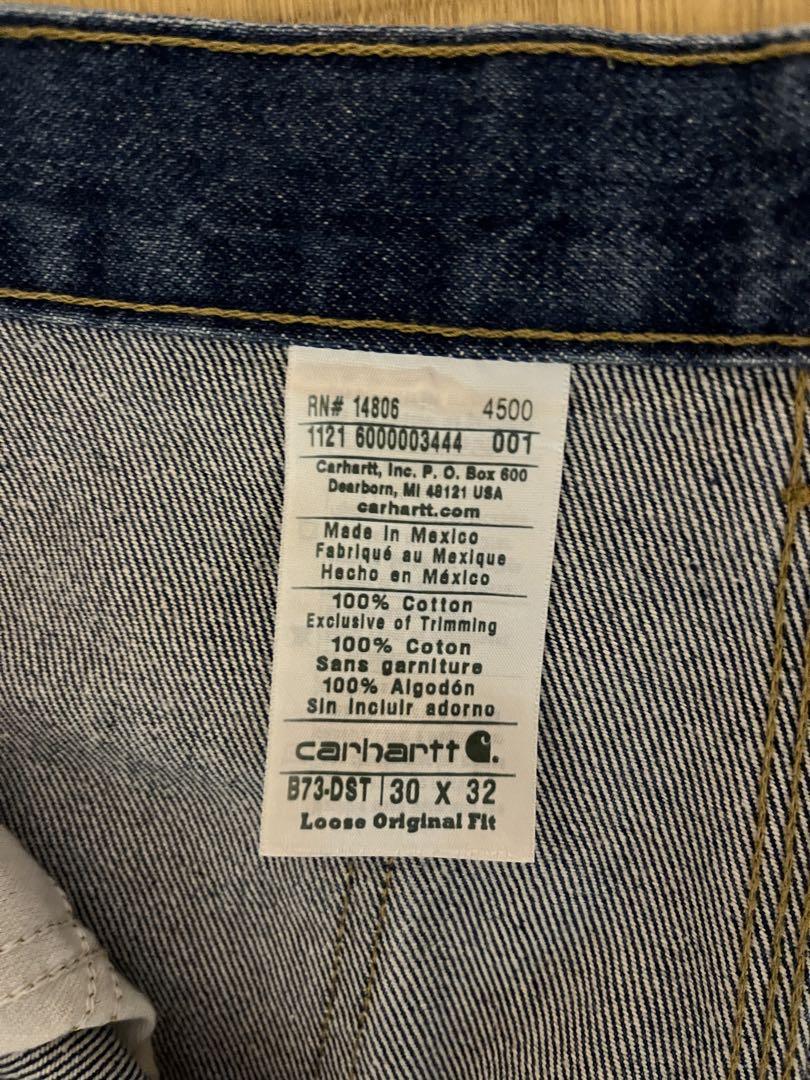 RN# 14806 4500
1121 6000003444 001
Carhartt, Inc. P. O. Box 600
Dearborn, MI 48121 USA
carhartt.com
Made in Mexico
Fabriqué au Mexique
Hecho en México
100% Cotton
Exclusive of Trimming
100% Coton
Sans garniture
100% Algodón
Sin incluir adorno
carhartt
B73-DST 30 X 32
Loose Original Fit